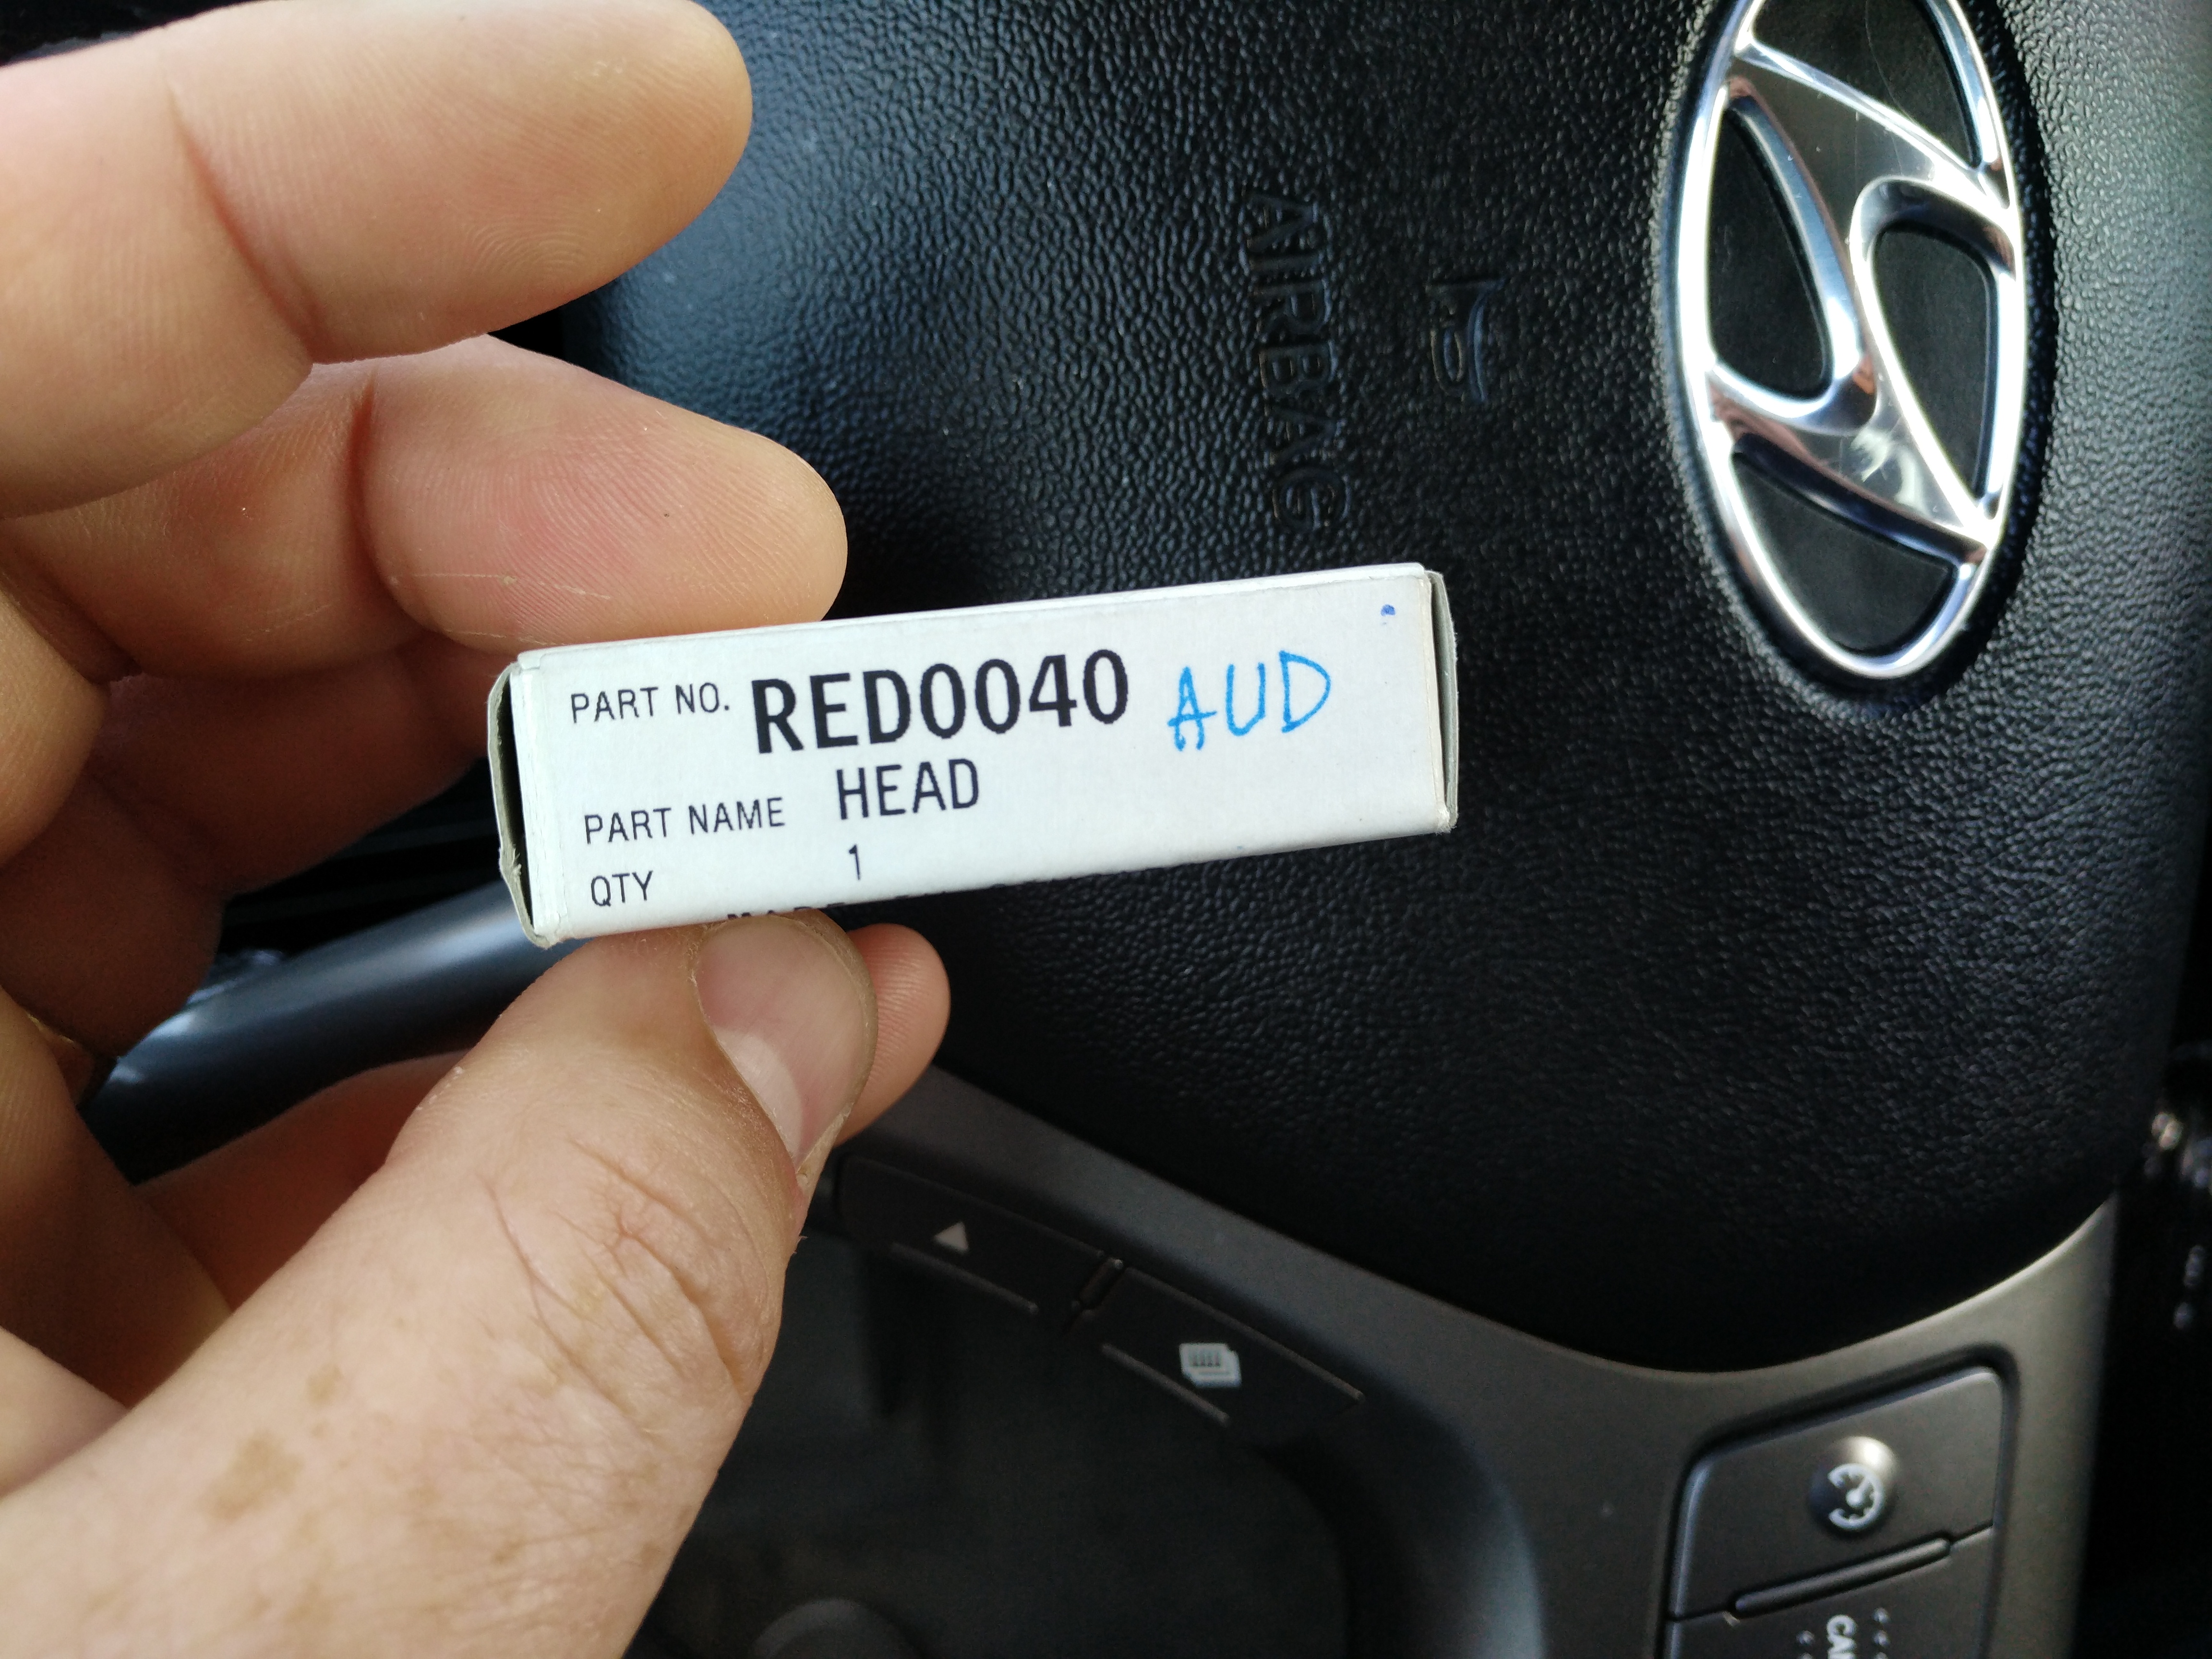 PART NO. RED0040 AUD
PART NAME HEAD
QTY 1
AIRBAG